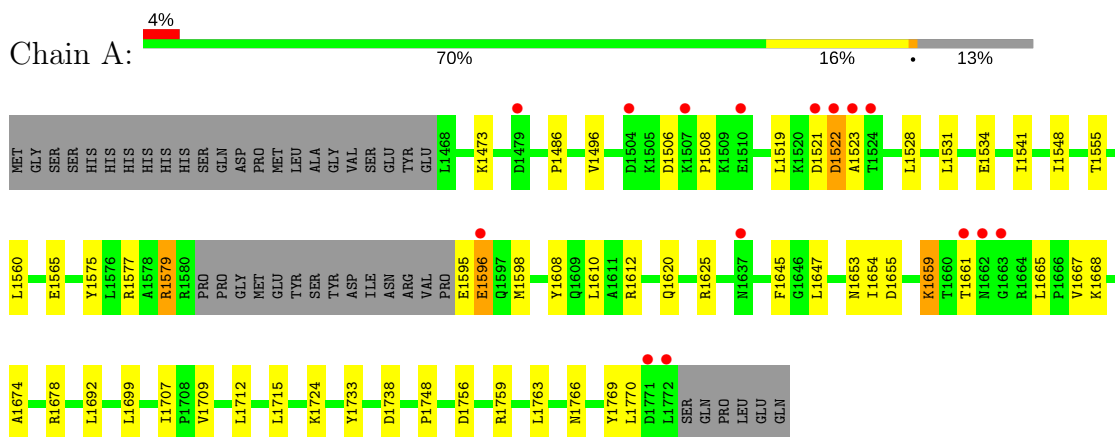 4%
Chain A:
70% 16% • 13%
MET GLY SER SER HIS HIS HIS HIS HIS HIS SER GLN ASP PRO MET LEU ALA GLY VAL SER GLU TYR GLU L1468 K1473 D1479 P1486 V1496 D1504 K1505 D1506 K1507 P1508 K1509 E1510 L1519 K1520 D1521 D1522 A1523 T1524 L1528 L1531 E1534 I1541 I1548 T1555
L1560 E1565 Y1575 L1576 R1577 A1578 R1579 R1580 PRO PRO GLY MET GLU TYR SER TYR ASP ILE ASN ARG VAL PRO E1595 E1596 Q1597 M1598 Y1608 Q1609 L1610 A1611 R1612 Q1620 R1625 N1637 F1645 G1646 L1647 N1653 I1654 D1655 K1659 T1660 T1661 N1662 G1663 R1664 L1665 P1666 V1667 K1668
A1674 R1678 L1692 L1699 I1707 P1708 V1709 L1712 L1715 K1724 Y1733 D1738 P1748 D1756 R1759 L1763 N1766 Y1769 L1770 D1771 L1772 SER GLN PRO LEU GLU GLN